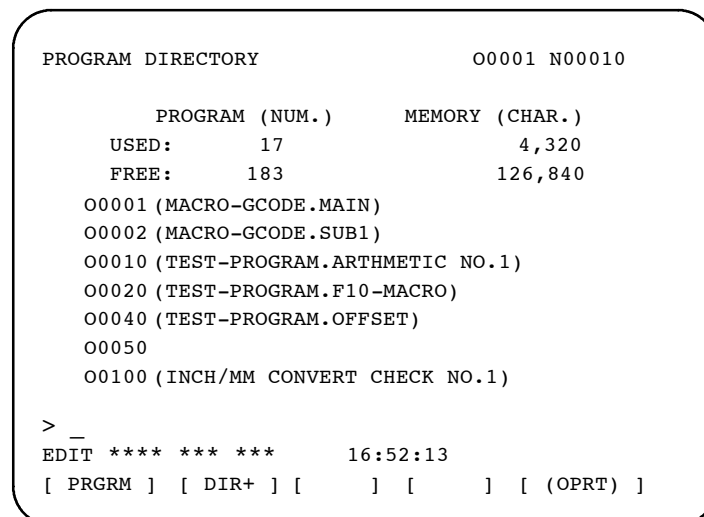 PROGRAM DIRECTORY O0001 N00010
PROGRAM (NUM.) MEMORY (CHAR.)
USED: 17 4,320
FREE: 183 126,840
O0001 (MACRO-GCODE.MAIN)
O0002 (MACRO-GCODE.SUB1)
O0010 (TEST-PROGRAM.ARTHMETIC NO.1)
O0020 (TEST-PROGRAM.F10-MACRO)
O0040 (TEST-PROGRAM.OFFSET)
O0050
O0100 (INCH/MM CONVERT CHECK NO.1)
> _
EDIT **** *** *** 16:52:13
[ PRGRM ] [ DIR+ ] [ ] [ ] [ (OPRT) ]